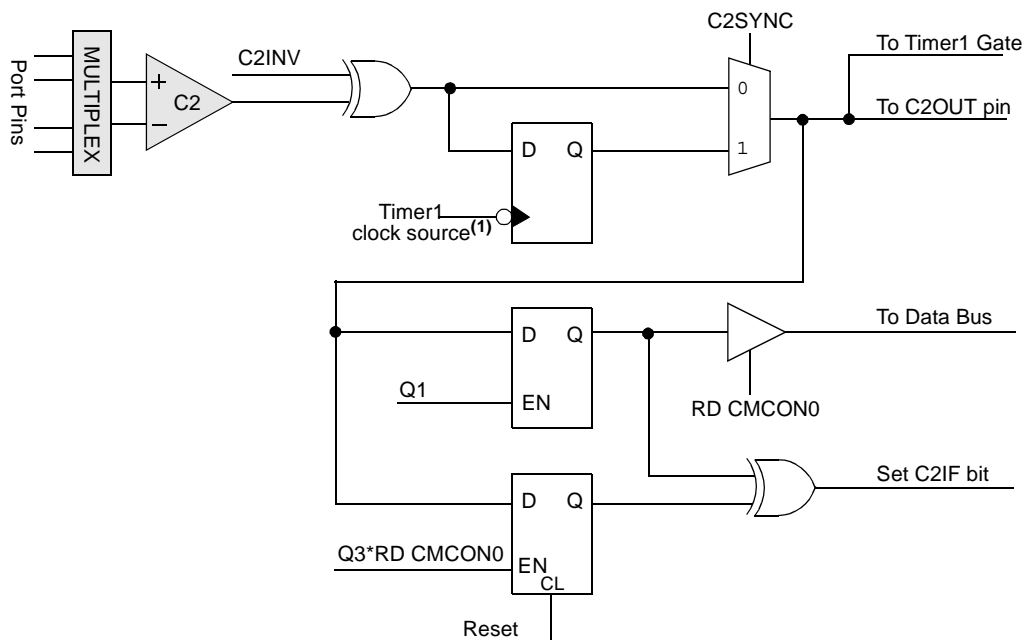 C2SYNC
To Timer1 Gate
Port Pins
MULTIPLEX
+
C2
−
C2INV
0
To C2OUT pin
D Q
1
Timer1
clock source(1)
D Q
To Data Bus
Q1
EN
RD CMCON0
D Q
Set C2IF bit
Q3*RD CMCON0
EN
CL
Reset